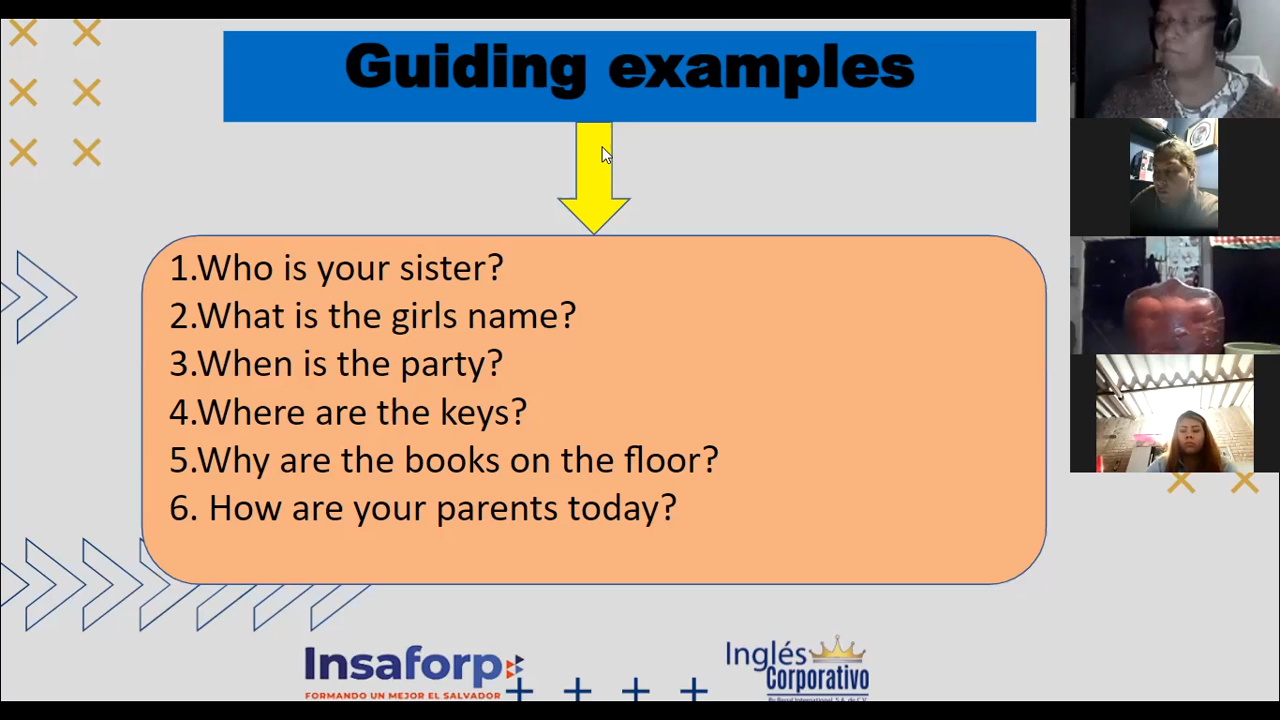 Guiding examples
1.Who is your sister?
2.What is the girls name?
3.When is the party?
4.Where are the keys?
5.Why are the books on the floor?
6. How are your parents today?
Insaforp
FORMANDO UN MEJOR EL SALVADOR
Inglés
Corporativo